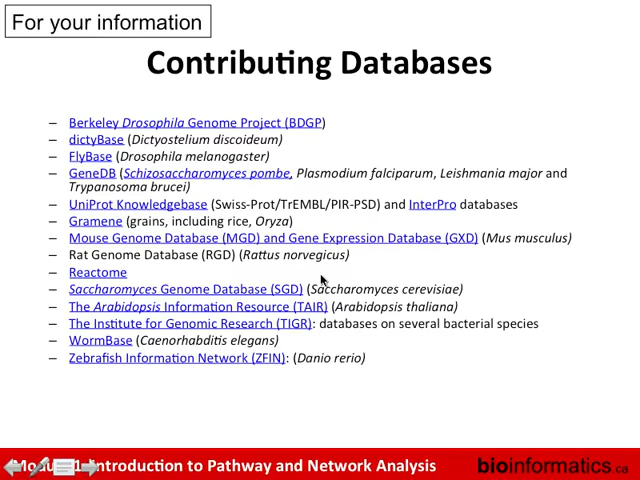 For your information
Contributing Databases
– Berkeley Drosophila Genome Project (BDGP)
– dictyBase (Dictyostelium discoideum)
– FlyBase (Drosophila melanogaster)
– GeneDB (Schizosaccharomyces pombe, Plasmodium falciparum, Leishmania major and
Trypanosoma brucei)
– UniProt Knowledgebase (Swiss-Prot/TrEMBL/PIR-PSD) and InterPro databases
– Gramene (grains, including rice, Oryza)
– Mouse Genome Database (MGD) and Gene Expression Database (GXD) (Mus musculus)
– Rat Genome Database (RGD) (Rattus norvegicus)
– Reactome
– Saccharomyces Genome Database (SGD) (Saccharomyces cerevisiae)
– The Arabidopsis Information Resource (TAIR) (Arabidopsis thaliana)
– The Institute for Genomic Research (TIGR): databases on several bacterial species
– WormBase (Caenorhabditis elegans)
– Zebrafish Information Network (ZFIN): (Danio rerio)
Introduction to Pathway and Network Analysis
bioinformatics.ca